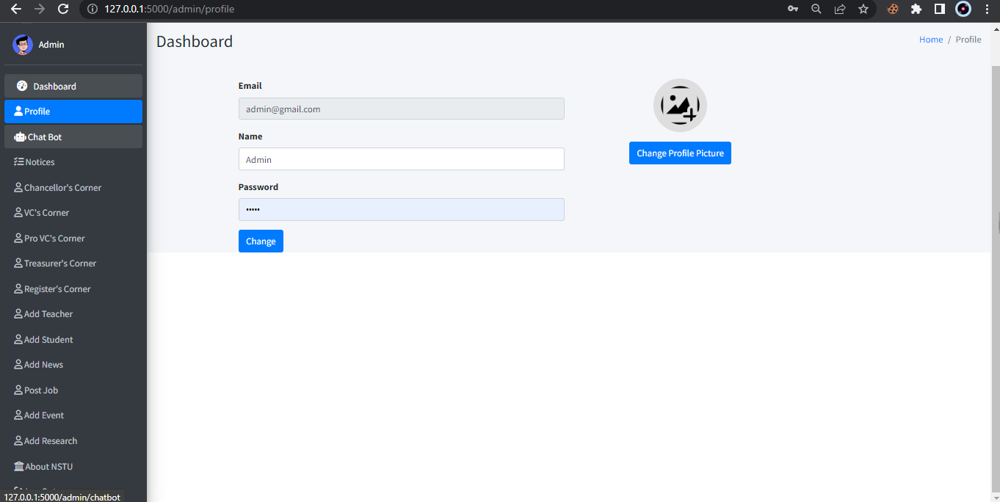 127.0.0.1:5000/admin/profile
Admin
Dashboard
Profile
Chat Bot
Notices
Chancellor's Corner
VC's Corner
Pro VC's Corner
Treasurer's Corner
Register's Corner
Add Teacher
Add Student
Add News
Post Job
Add Event
Add Research
About NSTU
127.0.0.1:5000/admin/chatbot
Dashboard
Home / Profile
Email
admin@gmail.com
Name
Admin
Password
•••••
Change
Change Profile Picture